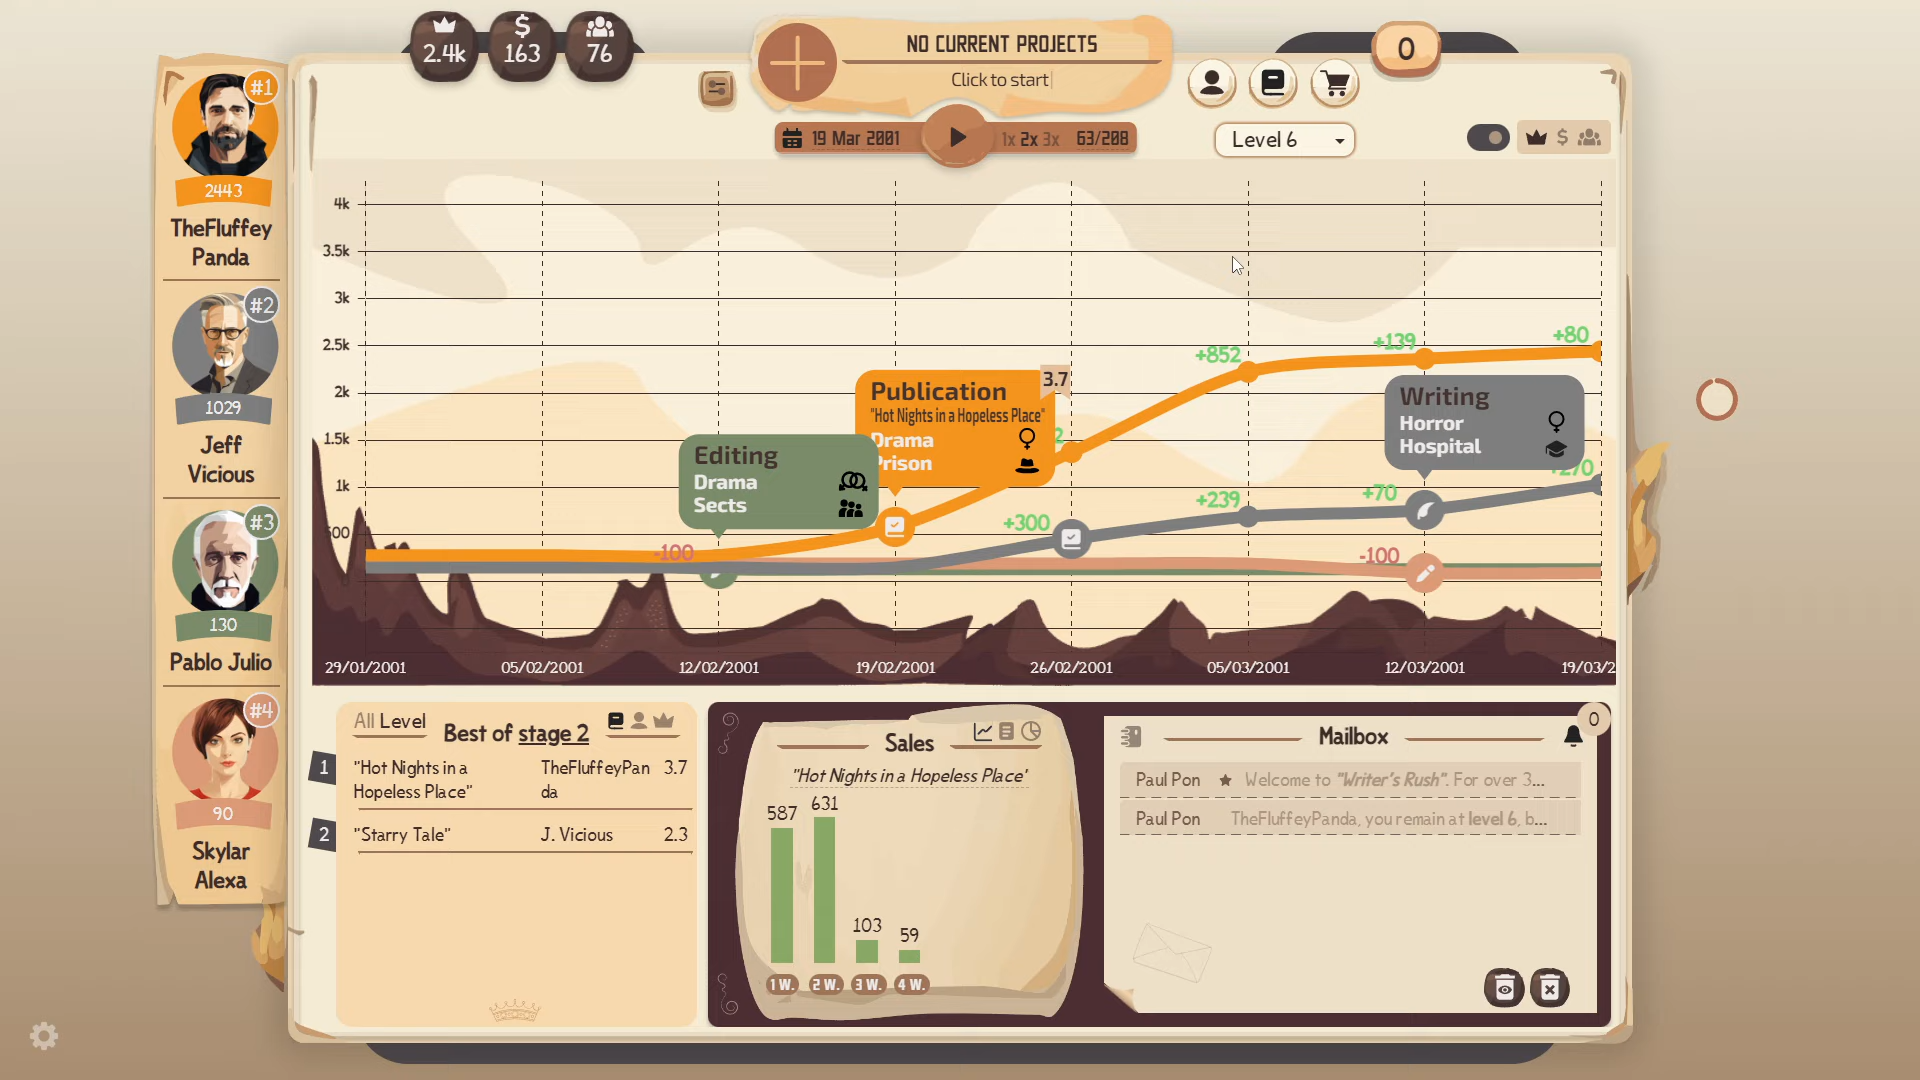 2.4k
163
76
NO CURRENT PROJECTS
Click to start
0
19 Mar 2001
1x 2x 3x
63/208
Level 6
#1
2443
TheFluffey
Panda
#2
1029
Jeff
Vicious
#3
130
Pablo Julio
#4
90
Skylar
Alexa
4k
3.5k
3k
2.5k
2k
1.5k
1k
500
0
Editing
Drama
Sects
-100
Publication
3.7
"Hot Nights in a Hopeless Place"
Drama
Prison
+300
+852
+239
+139
+70
-100
+80
Writing
Horror
Hospital
+270
29/01/2001
05/02/2001
12/02/2001
19/02/2001
26/02/2001
05/03/2001
12/03/2001
19/03/2
All Level
Best of stage 2
1
"Hot Nights in a
Hopeless Place"
TheFluffeyPan
da
3.7
2
"Starry Tale"
J. Vicious
2.3
Sales
"Hot Nights in a Hopeless Place"
587
631
103
59
1 W.
2 W.
3 W.
4 W.
Mailbox
0
Paul Pon ★ Welcome to "Writer's Rush". For over 3...
Paul Pon TheFluffeyPanda, you remain at level 6, b...